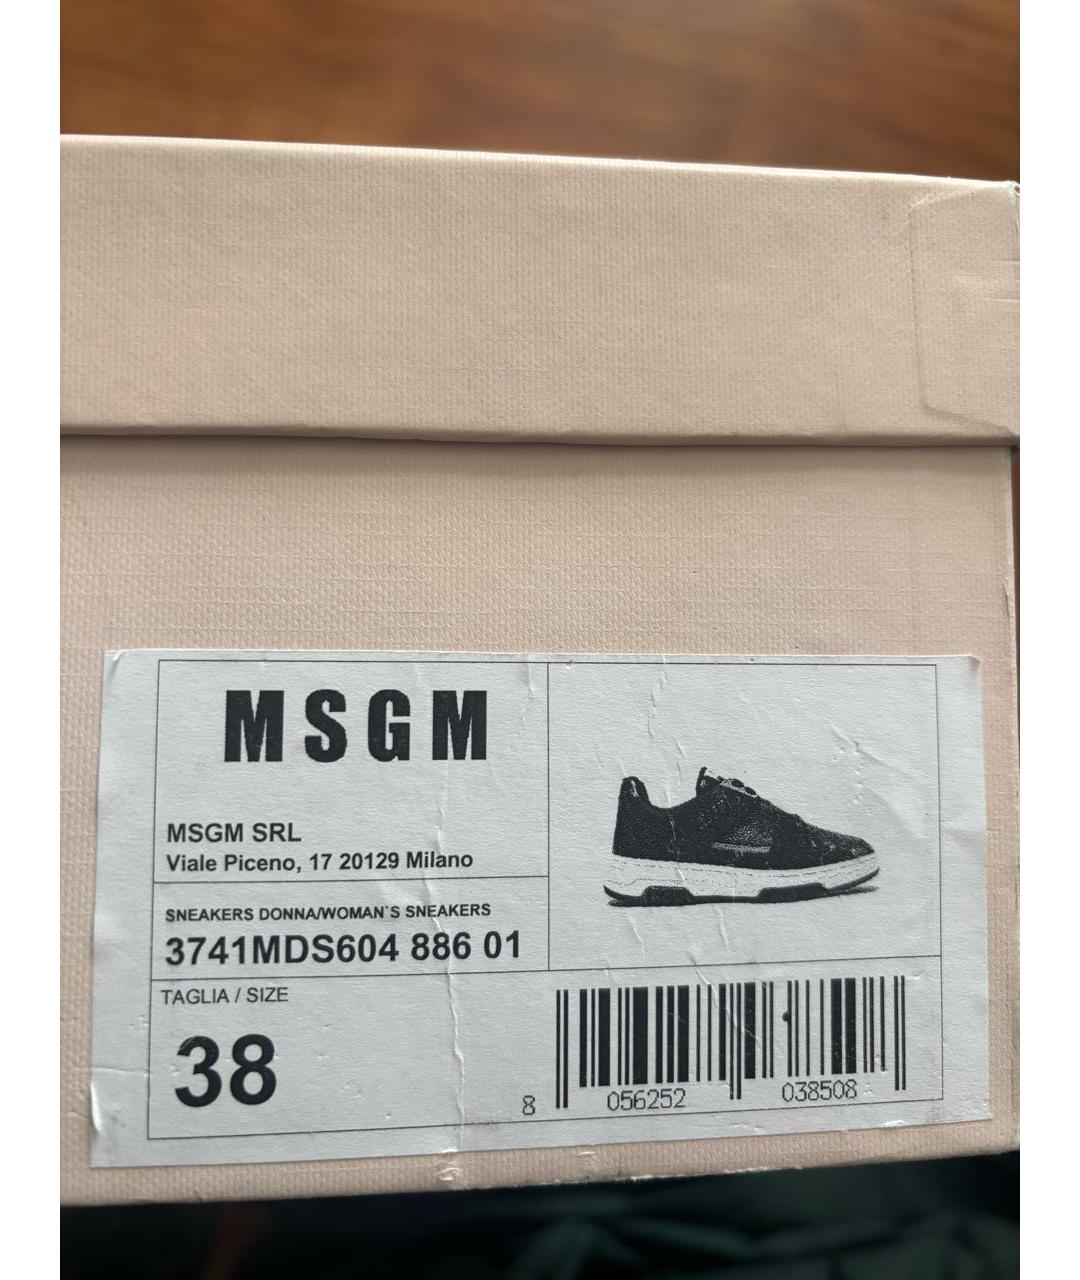 MSGM
MSGM SRL
Viale Piceno, 17 20129 Milano
SNEAKERS DONNA/WOMAN`S SNEAKERS
3741MDS604 886 01
TAGLIA / SIZE
38
8 056252 038508